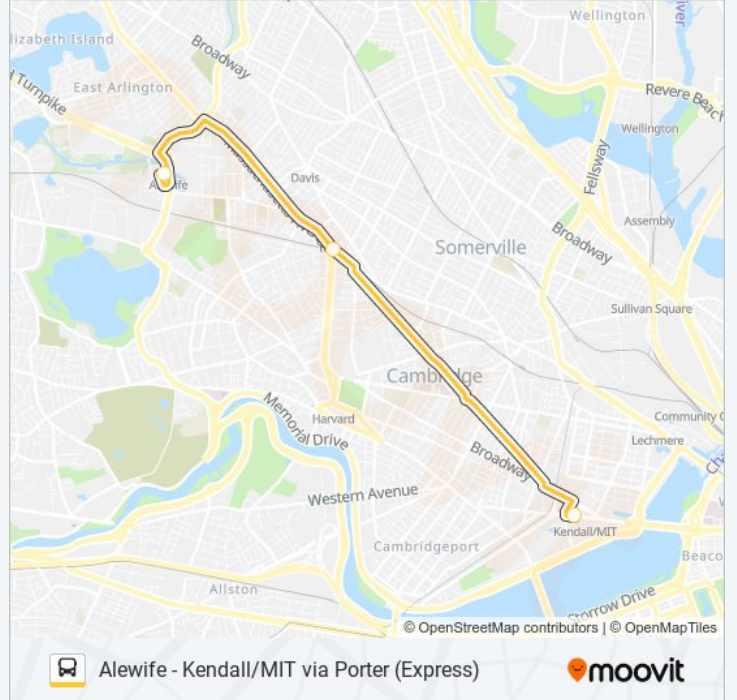 Wellington
lizabeth Island
Broadway
East Arlington
Turnpike
Revere Beach
Wellington
Fellsway
Davis
Assembly
Broadway
Somerville
Sullivan Square
Cambridge
Harvard
Memorial Drive
Community C
Lechmere
Broadway
Western Avenue
Kendall/MIT
Cambridgeport
Beaco
Allston
Storrow Drive
© OpenStreetMap contributors | © OpenMapTiles
Alewife - Kendall/MIT via Porter (Express)
moovit